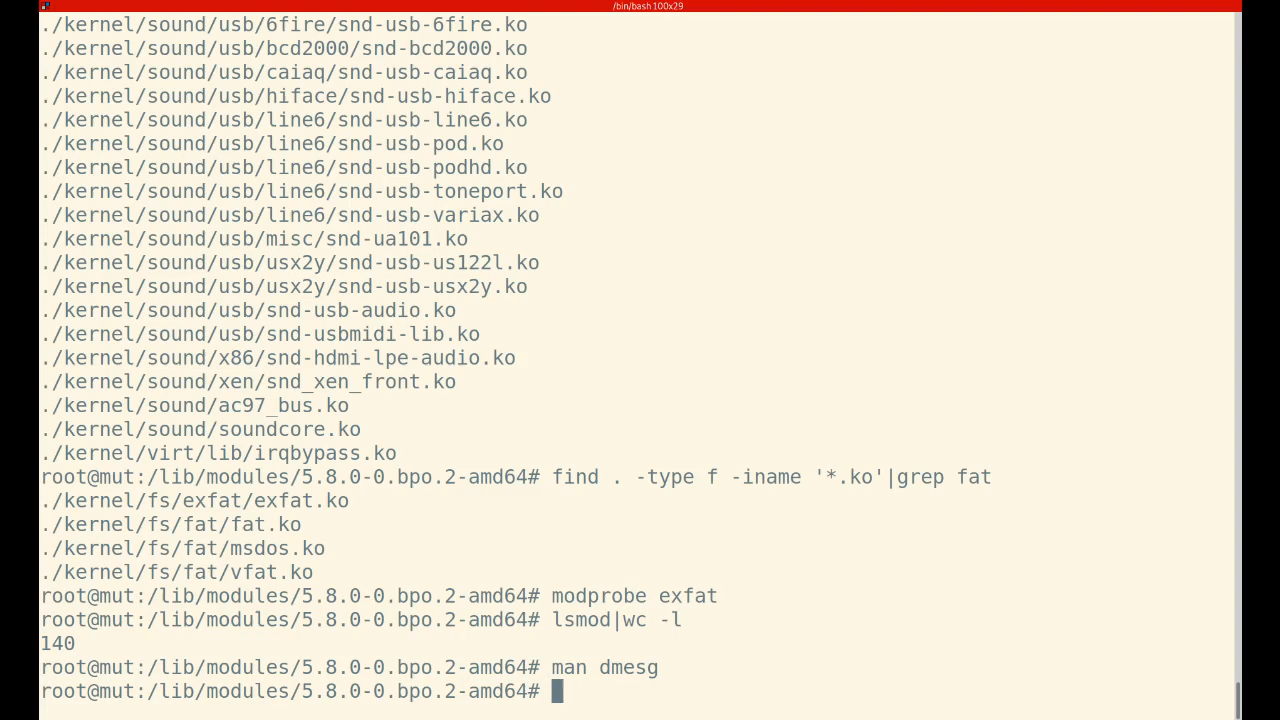 /bin/bash 100x29
./kernel/sound/usb/6fire/snd-usb-6fire.ko
./kernel/sound/usb/bcd2000/snd-bcd2000.ko
./kernel/sound/usb/caiaq/snd-usb-caiaq.ko
./kernel/sound/usb/hiface/snd-usb-hiface.ko
./kernel/sound/usb/line6/snd-usb-line6.ko
./kernel/sound/usb/line6/snd-usb-pod.ko
./kernel/sound/usb/line6/snd-usb-podhd.ko
./kernel/sound/usb/line6/snd-usb-toneport.ko
./kernel/sound/usb/line6/snd-usb-variax.ko
./kernel/sound/usb/misc/snd-ua101.ko
./kernel/sound/usb/usx2y/snd-usb-us122l.ko
./kernel/sound/usb/usx2y/snd-usb-usx2y.ko
./kernel/sound/usb/snd-usb-audio.ko
./kernel/sound/usb/snd-usbmidi-lib.ko
./kernel/sound/x86/snd-hdmi-lpe-audio.ko
./kernel/sound/xen/snd_xen_front.ko
./kernel/sound/ac97_bus.ko
./kernel/sound/soundcore.ko
./kernel/virt/lib/irqbypass.ko
root@mut:/lib/modules/5.8.0-0.bpo.2-amd64# find . -type f -iname '*.ko'|grep fat
./kernel/fs/exfat/exfat.ko
./kernel/fs/fat/fat.ko
./kernel/fs/fat/msdos.ko
./kernel/fs/fat/vfat.ko
root@mut:/lib/modules/5.8.0-0.bpo.2-amd64# modprobe exfat
root@mut:/lib/modules/5.8.0-0.bpo.2-amd64# lsmod|wc -l
140
root@mut:/lib/modules/5.8.0-0.bpo.2-amd64# man dmesg
root@mut:/lib/modules/5.8.0-0.bpo.2-amd64#